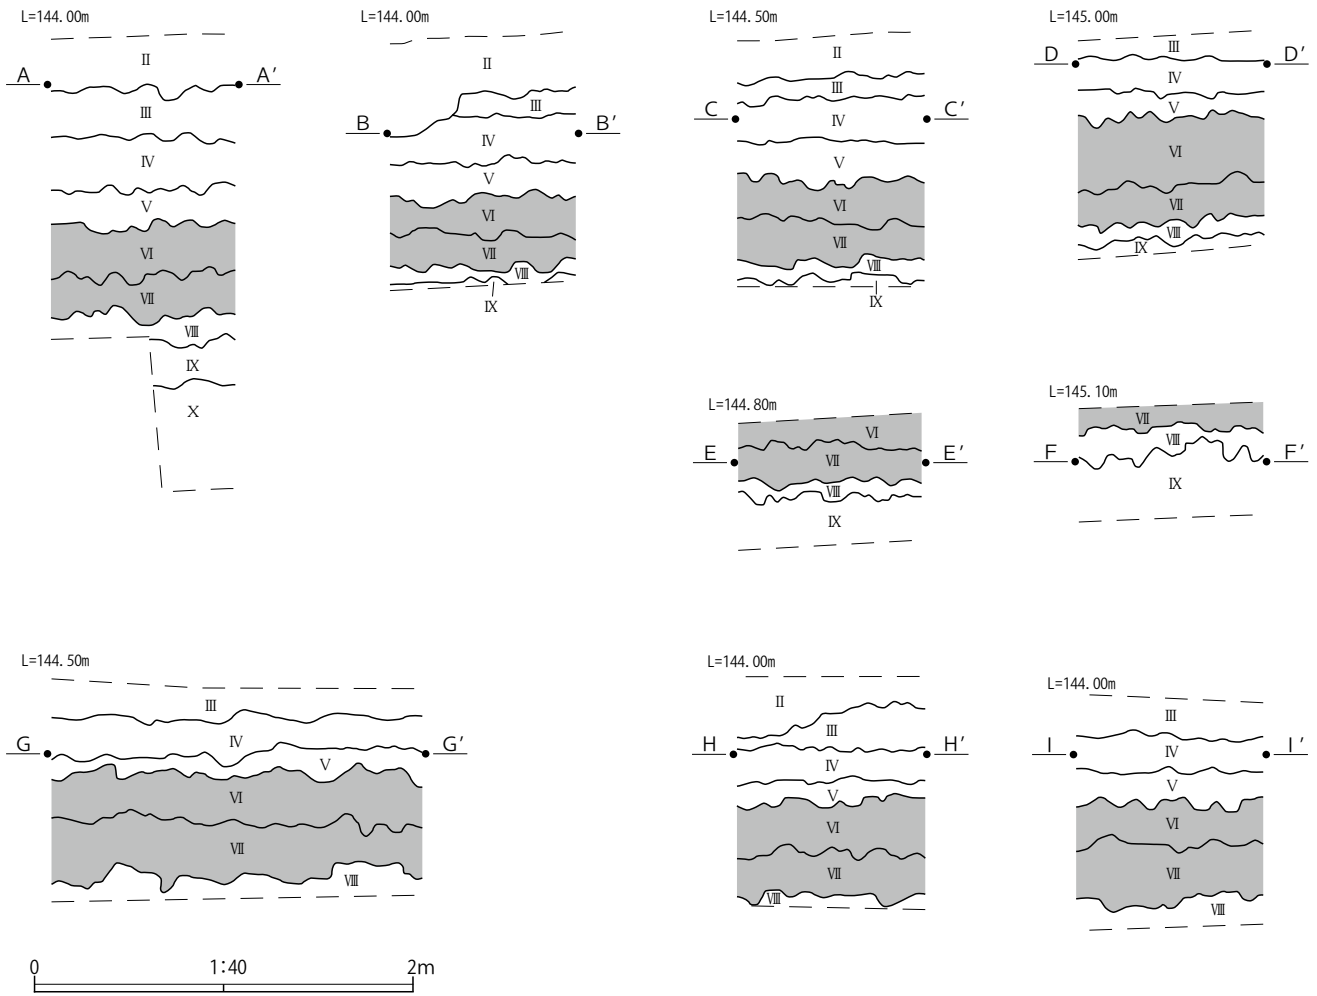 L=144.00m
II
A A′
III
IV
V
VI
VII
VIII
IX
X
L=144.00m
II
III
B B′
IV
V
VI
VII
VIII
IX
L=144.50m
II
III
C C′
IV
V
VI
VII
VIII
IX
L=145.00m
III
D D′
IV
V
VI
VII
VIII
IX
L=144.80m
VI
E E′
VII
VIII
IX
L=145.10m
VII
VIII
F F′
IX
L=144.50m
III
IV
G G′
V
VI
VII
VIII
L=144.00m
II
III
H H′
IV
V
VI
VII
VIII
L=144.00m
III
I I′
IV
V
VI
VII
VIII
0 1:40 2m